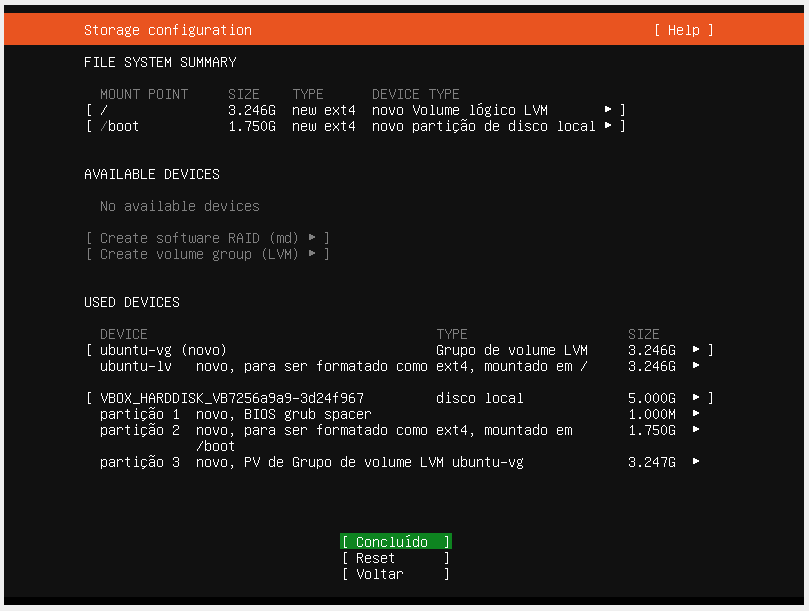 Storage configuration [ Help ]
FILE SYSTEM SUMMARY
MOUNT POINT SIZE TYPE DEVICE TYPE
[ / 3.246G new ext4 novo Volume lógico LVM ▸ ]
[ /boot 1.750G new ext4 novo partição de disco local ▸ ]
AVAILABLE DEVICES
No available devices
[ Create software RAID (md) ▸ ]
[ Create volume group (LVM) ▸ ]
USED DEVICES
DEVICE TYPE SIZE
[ ubuntu-vg (novo) Grupo de volume LVM 3.246G ▸ ]
ubuntu-lv novo, para ser formatado como ext4, mountado em / 3.246G ▸
[ VBOX_HARDDISK_VB7256a9a9-3d24f967 disco local 5.000G ▸ ]
partição 1 novo, BIOS grub spacer 1.000M ▸
partição 2 novo, para ser formatado como ext4, mountado em 1.750G ▸
/boot
partição 3 novo, PV de Grupo de volume LVM ubuntu-vg 3.247G ▸
[ Concluído ]
[ Reset ]
[ Voltar ]